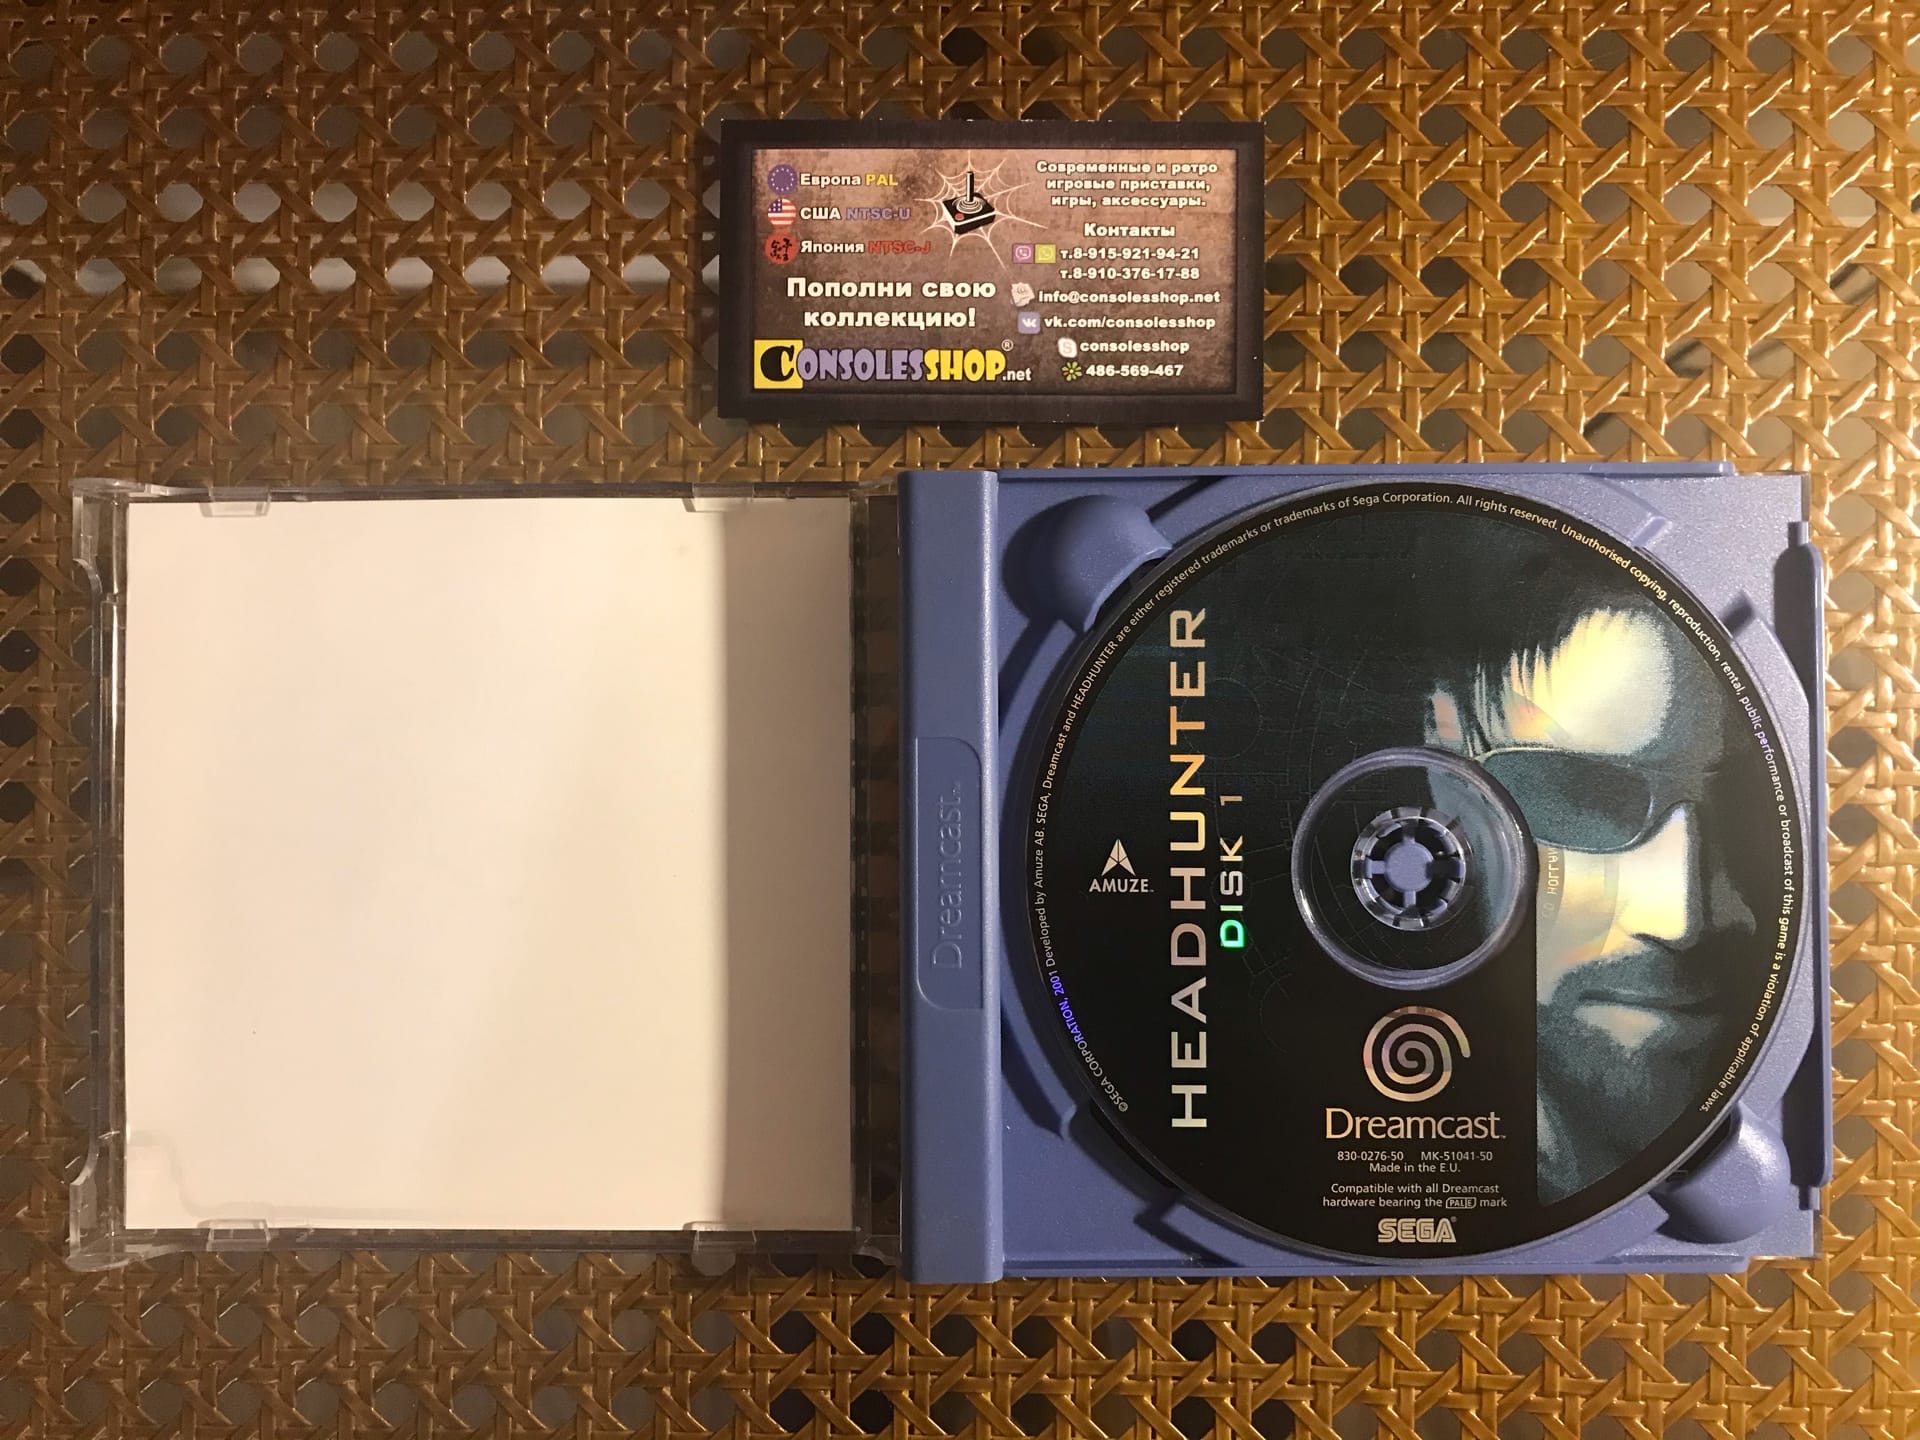 Европа PAL
США NTSC-U
Япония NTSC-J
Пополни свою
коллекцию!
CONSOLESSHOP.net
®
Современные и ретро
игровые приставки,
игры, аксессуары.
Контакты
т.8-915-921-94-21
т.8-910-376-17-88
info@consolesshop.net
vk.com/consolesshop
consolesshop
486-569-467
Dreamcast™
©SEGA CORPORATION, 2001 Developed by Amuze AB. SEGA, Dreamcast and HEADHUNTER are either registered trademarks or trademarks of Sega Corporation. All rights reserved. Unauthorised copying, reproduction, rental, public performance or broadcast of this game is a violation of applicable laws.
AMUZE™
HEADHUNTER
DISK 1
Dreamcast™
830-0276-50 MK-51041-50
Made in the E.U.
Compatible with all Dreamcast
hardware bearing the PAL/E mark
SEGA®